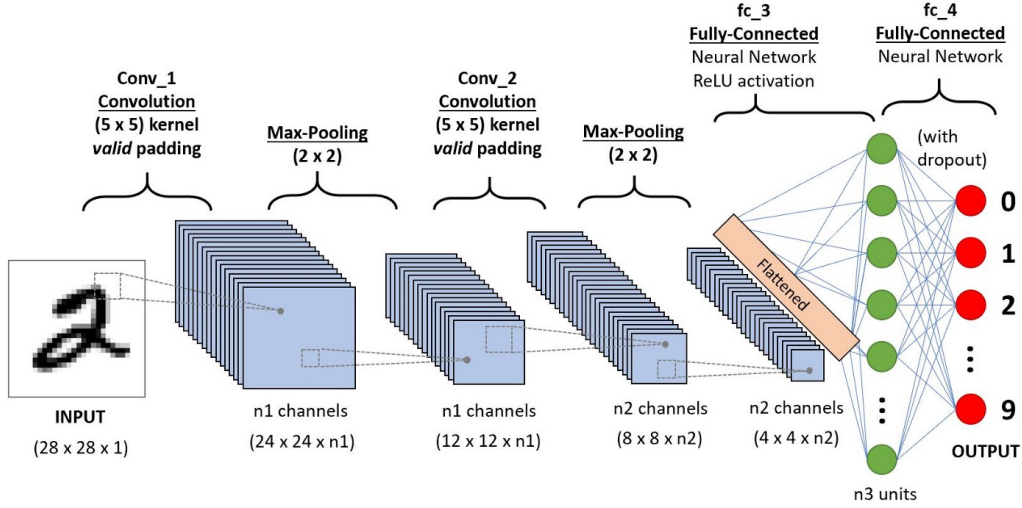 Conv_1
Convolution
(5 x 5) kernel
valid padding
Max-Pooling
(2 x 2)
Conv_2
Convolution
(5 x 5) kernel
valid padding
Max-Pooling
(2 x 2)
fc_3
Fully-Connected
Neural Network
ReLU activation
fc_4
Fully-Connected
Neural Network
(with
dropout)
2
Flattened
0
1
2
9
INPUT
(28 x 28 x 1)
n1 channels
(24 x 24 x n1)
n1 channels
(12 x 12 x n1)
n2 channels
(8 x 8 x n2)
n2 channels
(4 x 4 x n2)
n3 units
OUTPUT